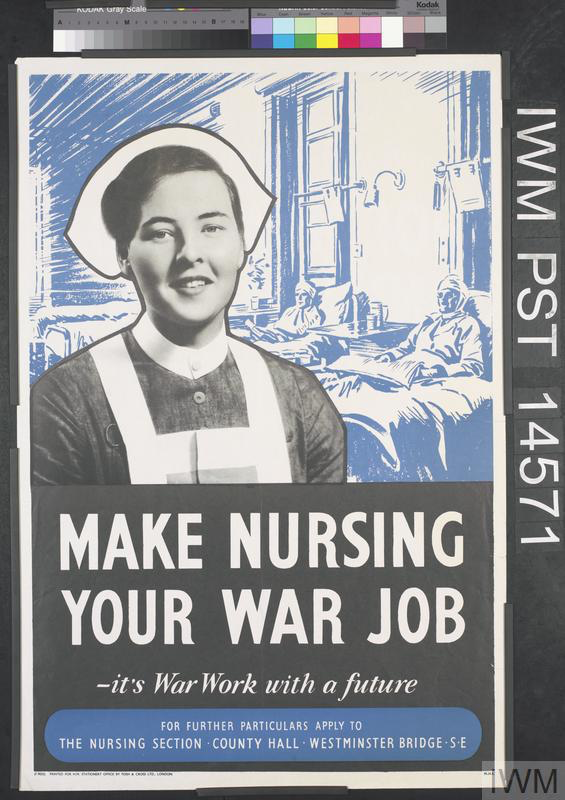 KODAK Gray Scale
Kodak
IWM PST 14571
MAKE NURSING
YOUR WAR JOB
–it's War Work with a future
FOR FURTHER PARTICULARS APPLY TO
THE NURSING SECTION · COUNTY HALL · WESTMINSTER BRIDGE · S·E
PRINTED FOR H.M. STATIONERY OFFICE BY TOSH & CROSS LTD., LONDON.
IWM